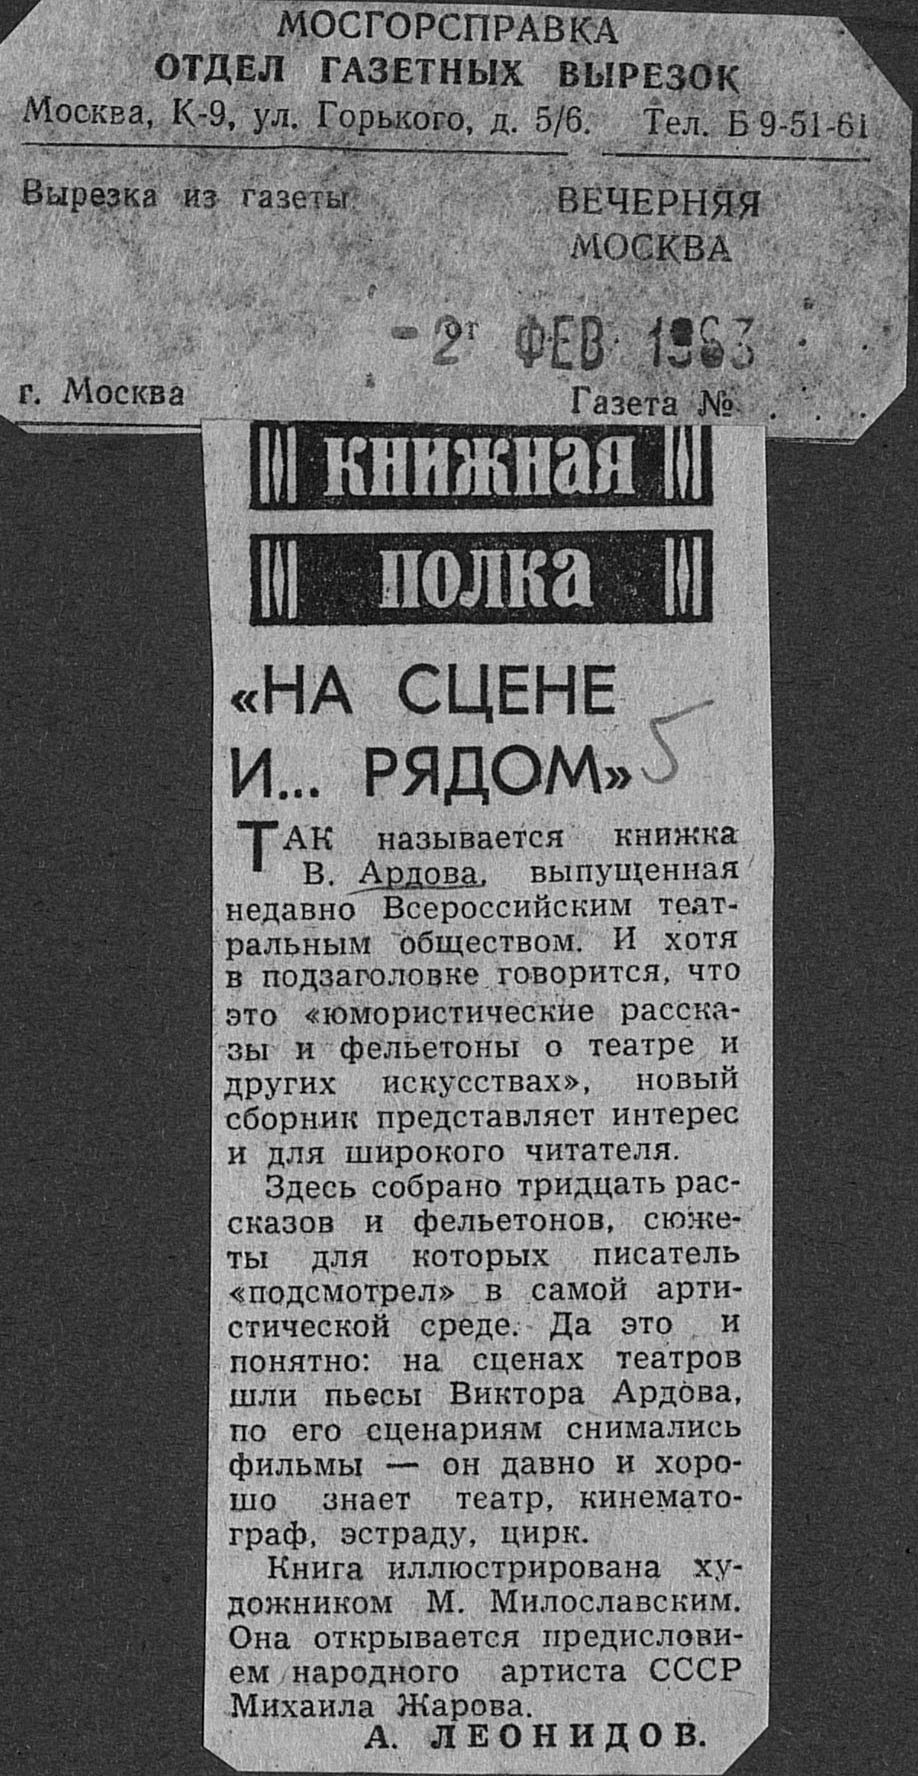 МОСГОРСПРАВКА
ОТДЕЛ ГАЗЕТНЫХ ВЫРЕЗОК
Москва, К-9, ул. Горького, д. 5/6. Тел. Б 9-51-61
Вырезка из газеты
ВЕЧЕРНЯЯ
МОСКВА
- 2 от ФЕВ 1963
г. Москва
Газета № . . . .
КНИЖНАЯ
ПОЛКА
«НА СЦЕНЕ
И... РЯДОМ» 5
ТАК называется книжка
В. Ардова, выпущенная
недавно Всероссийским теат-
ральным обществом. И хотя
в подзаголовке говорится, что
это «юмористические расска-
зы и фельетоны о театре и
других искусствах», новый
сборник представляет интерес
и для широкого читателя.
Здесь собрано тридцать рас-
сказов и фельетонов, сюже-
ты для которых писатель
«подсмотрел» в самой арти-
стической среде. Да это и
понятно: на сценах театров
шли пьесы Виктора Ардова,
по его сценариям снимались
фильмы — он давно и хоро-
шо знает театр, кинемато-
граф, эстраду, цирк.
Книга иллюстрирована ху-
дожником М. Милославским.
Она открывается предислови-
ем народного артиста СССР
Михаила Жарова.
А. ЛЕОНИДОВ.